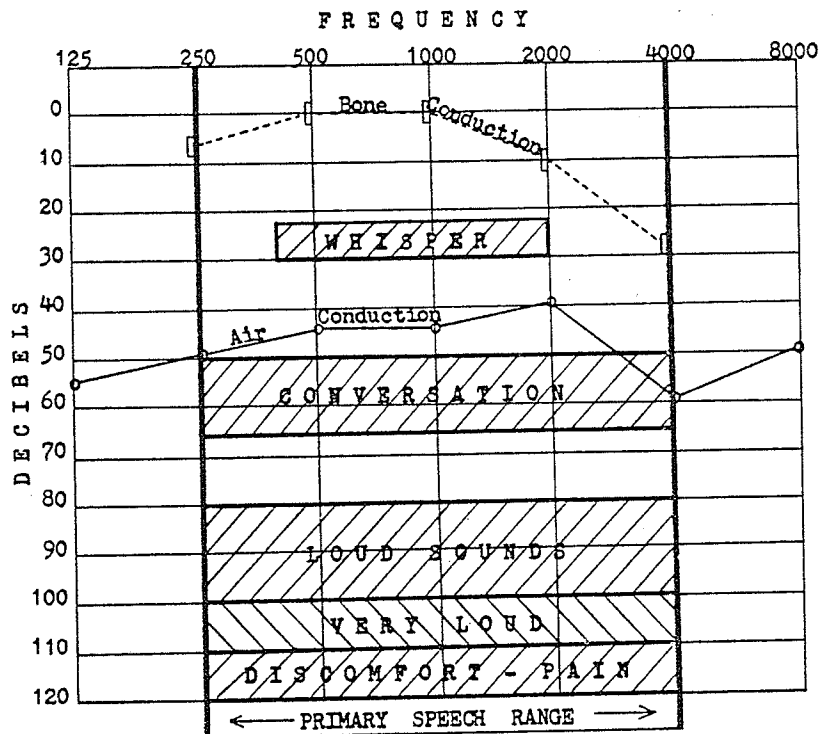 FREQUENCY
125 250 500 1000 2000 4000 8000
0
Bone Conduction
10
20
WHISPER
30
DECIBELS
40
Air Conduction
50
CONVERSATION
60
70
80
LOUD SOUNDS
90
100
VERY LOUD
110
DISCOMFORT - PAIN
120
PRIMARY SPEECH RANGE